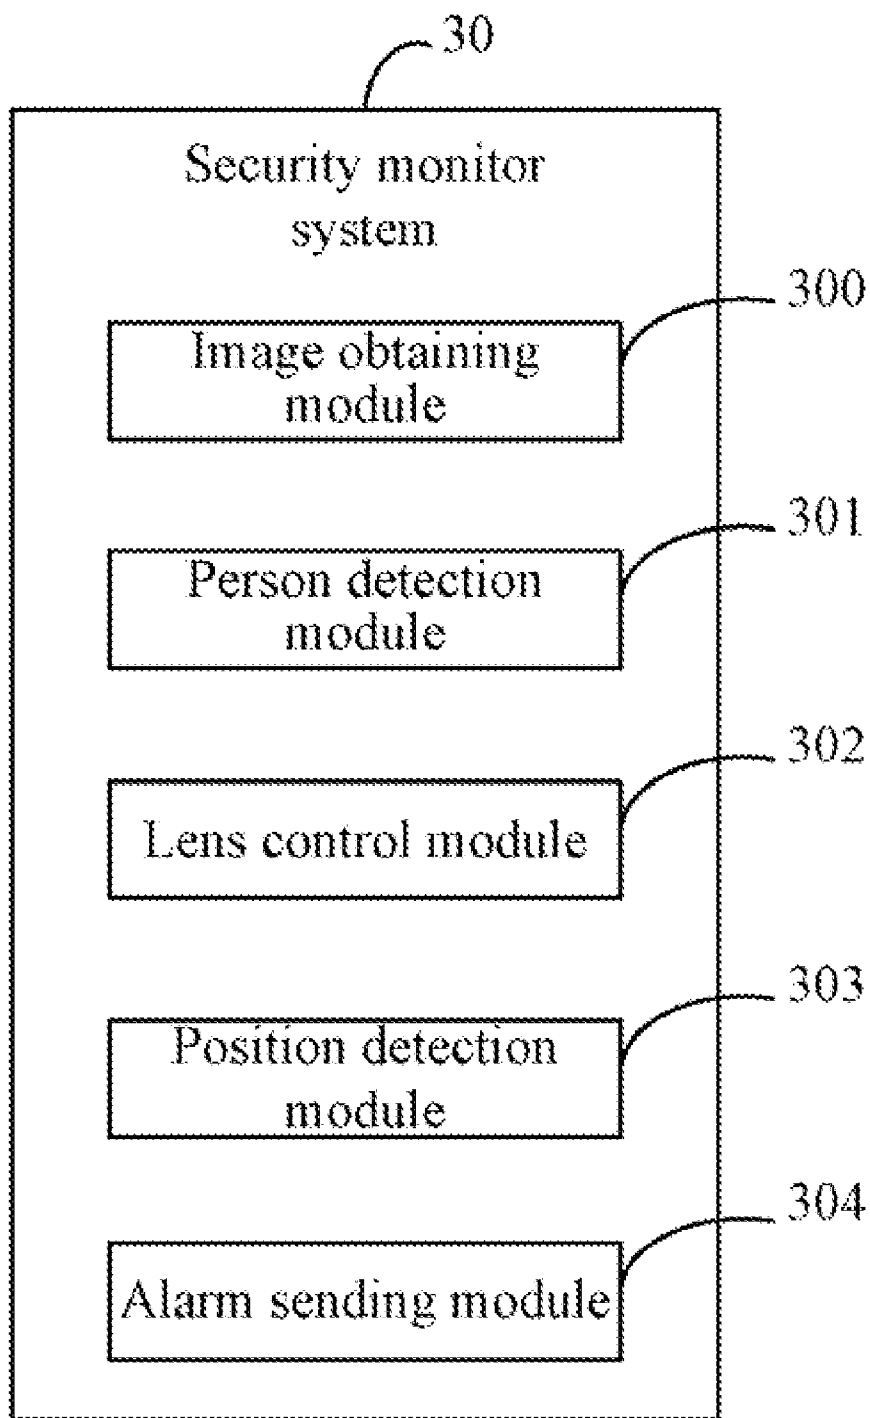 30
Security monitor
system
300
Image obtaining
module
301
Person detection
module
302
Lens control module
303
Position detection
module
304
Alarm sending module